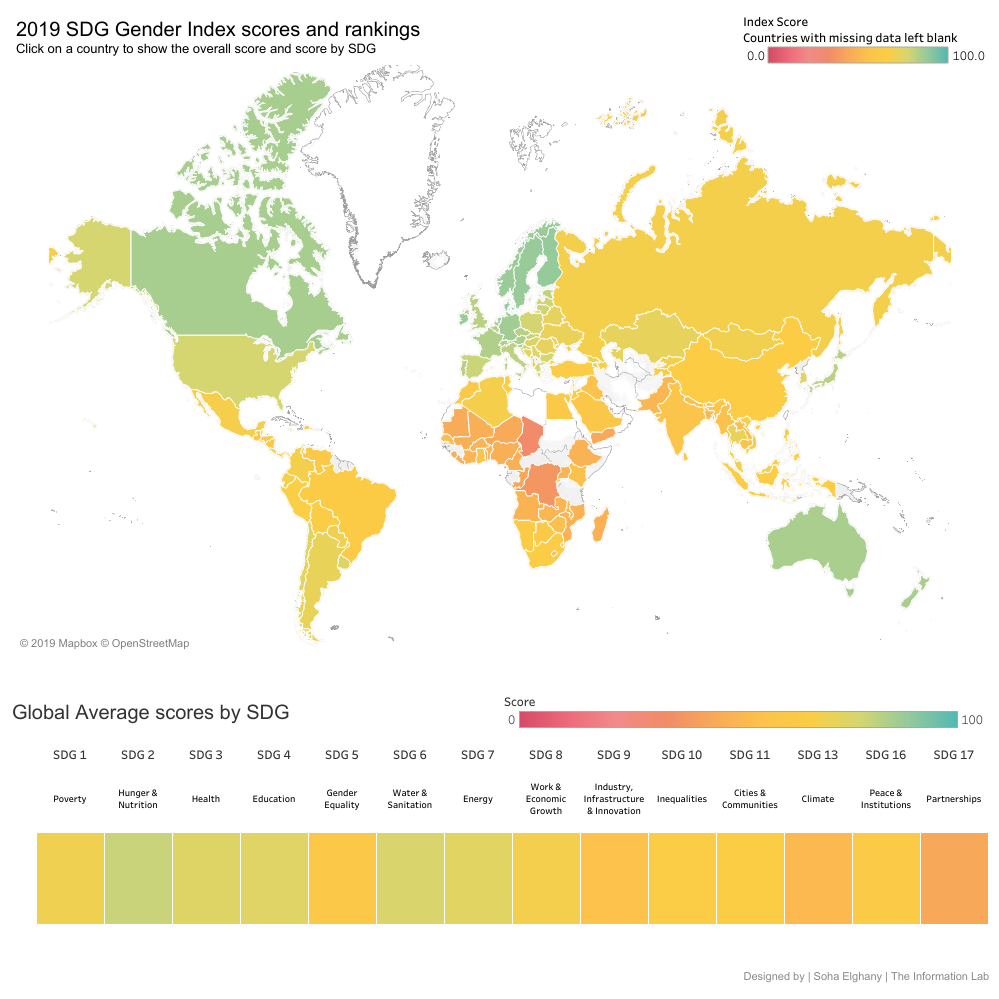 2019 SDG Gender Index scores and rankings
Click on a country to show the overall score and score by SDG
Index Score
Countries with missing data left blank
0.0 100.0
© 2019 Mapbox © OpenStreetMap
Global Average scores by SDG
Score
0 100
SDG 1 SDG 2 SDG 3 SDG 4 SDG 5 SDG 6 SDG 7 SDG 8 SDG 9 SDG 10 SDG 11 SDG 13 SDG 16 SDG 17
Poverty
Hunger &
Nutrition
Health
Education
Gender
Equality
Water &
Sanitation
Energy
Work &
Economic
Growth
Industry,
Infrastructure
& Innovation
Inequalities
Cities &
Communities
Climate
Peace &
Institutions
Partnerships
Designed by | Soha Elghany | The Information Lab